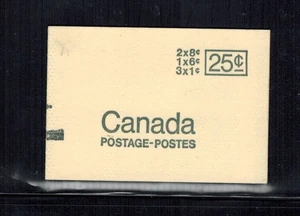 2x8¢
1x6¢
3x1¢
25¢
Canada
POSTAGE-POSTES